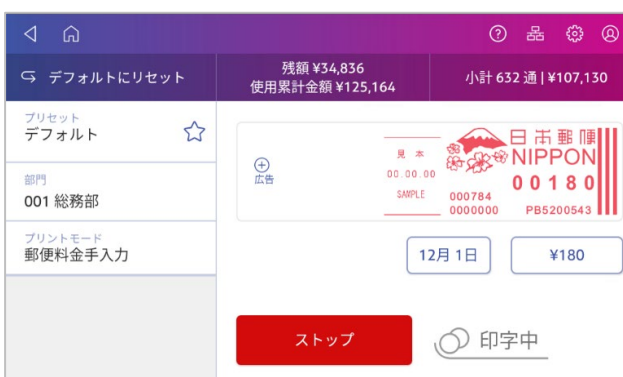 デフォルトにリセット
残額 ¥34,836
使用累計金額 ¥125,164
小計 632 通 | ¥107,130
プリセット
デフォルト
部門
001 総務部
プリントモード
郵便料金手入力
広告
見 本
00.00.00
SAMPLE
日本郵便
NIPPON
00180
000784
0000000
PB5200543
12月 1日
¥180
ストップ
印字中